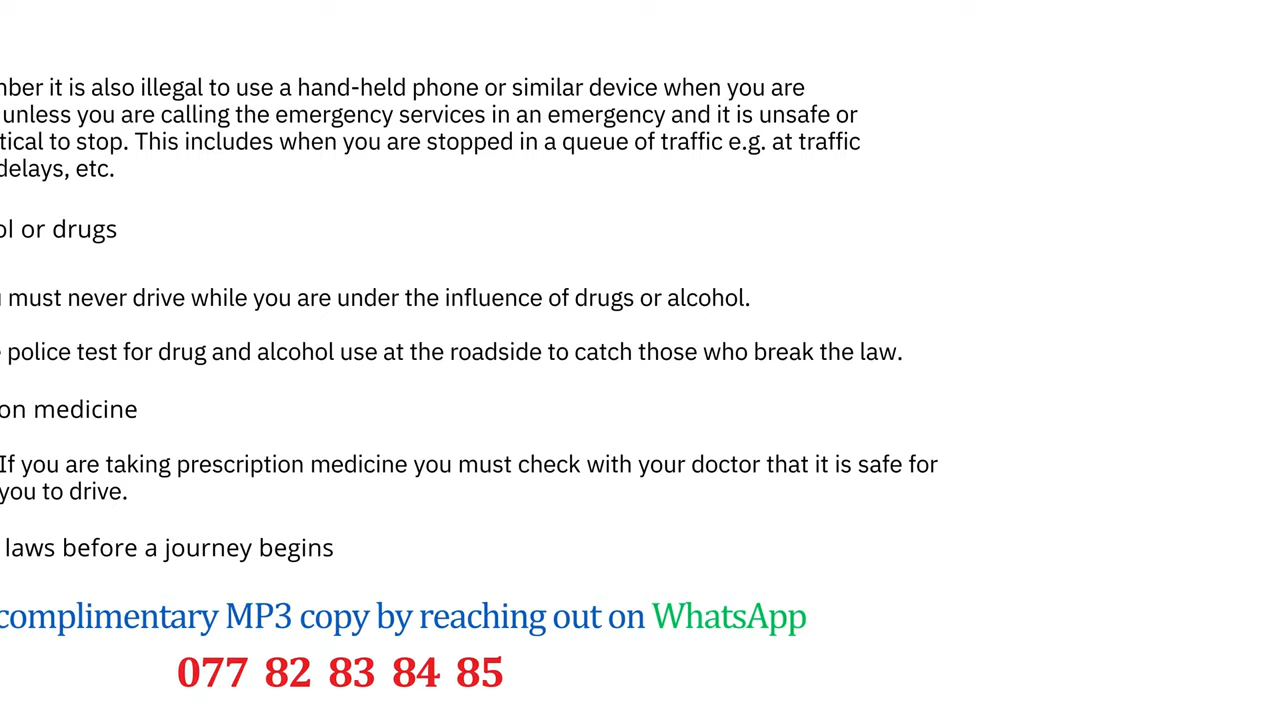 it is also illegal to use a hand-held phone or similar device when you are
unless you are calling the emergency services in an emergency and it is unsafe or
to stop. This includes when you are stopped in a queue of traffic e.g. at traffic
delays, etc.
or drugs
must never drive while you are under the influence of drugs or alcohol.
police test for drug and alcohol use at the roadside to catch those who break the law.
medicine
If you are taking prescription medicine you must check with your doctor that it is safe for
you to drive.
laws before a journey begins
complimentary MP3 copy by reaching out on WhatsApp
077 82 83 84 85